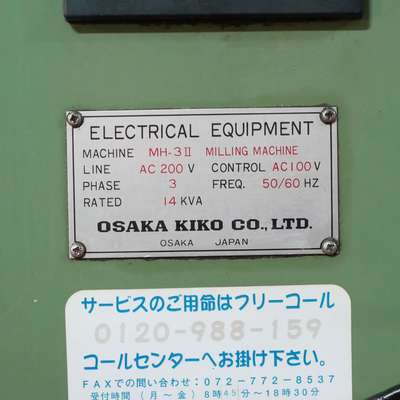 ELECTRICAL EQUIPMENT
MACHINE MH-3II MILLING MACHINE
LINE AC 200 V CONTROL AC100 V
PHASE 3 FREQ. 50/60 HZ
RATED 14 KVA
OSAKA KIKO CO., LTD.
OSAKA JAPAN
サービスのご用命はフリーコール
0120-988-159
コールセンターへお掛け下さい。
FAXでの問い合わせ：072-772-8537
受付時間（月〜金）8時45分〜18時30分